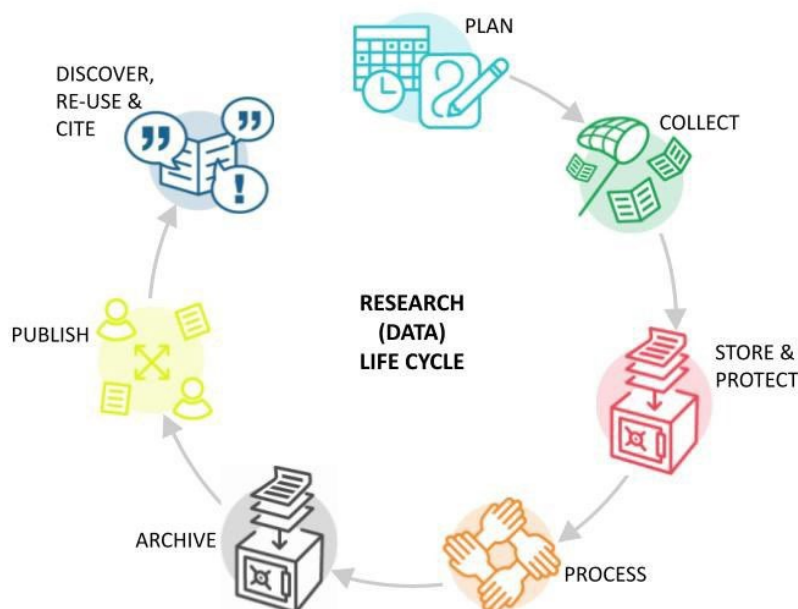 PLAN
COLLECT
STORE &
PROTECT
PROCESS
ARCHIVE
PUBLISH
DISCOVER,
RE-USE &
CITE
RESEARCH
(DATA)
LIFE CYCLE